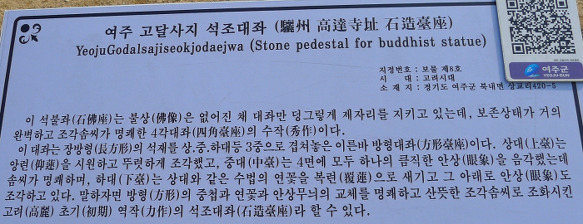 여주 고달사지 석조대좌 (驪州 高達寺址 石造臺座)
YeojuGodalsajiseokjodaejwa (Stone pedestal for buddhist statue)
여주군
지정번호 : 보물 제8호
시 대 : 고려시대
소 재 지 : 경기도 여주군 북내면 상교리420-5
이 석불좌(石佛座)는 불상(佛像)은 없어진 채 대좌만 덩그렇게 제자리를 지키고 있는데, 보존상태가 거의
완벽하고 조각솜씨가 명쾌한 4각대좌(四角臺座)의 수작(秀作)이다.
이 대좌는 장방형(長方形)의 석재를 상,중,하대등 3중으로 겹쳐놓은 이른바 방형대좌(方形臺座)이다. 상대(上臺)는
앙련(仰蓮)을 시원하고 뚜렷하게 조각했고, 중대(中臺)는 4면에 모두 하나의 큼직한 안상(眼象)을 음각했는데
솜씨가 명쾌하며, 하대(下臺)는 상대와 같은 수법의 연꽃을 복련(覆蓮)으로 새기고 그 아래로 안상(眼象)도
조각하고 있다. 말하자면 방형(方形)의 중첩과 연꽃과 안상무늬의 교체를 명쾌하고 산뜻한 조각솜씨로 조화시킨
고려(高麗) 초기(初期) 역작(力作)의 석조대좌(石造臺座)라 할 수 있다.